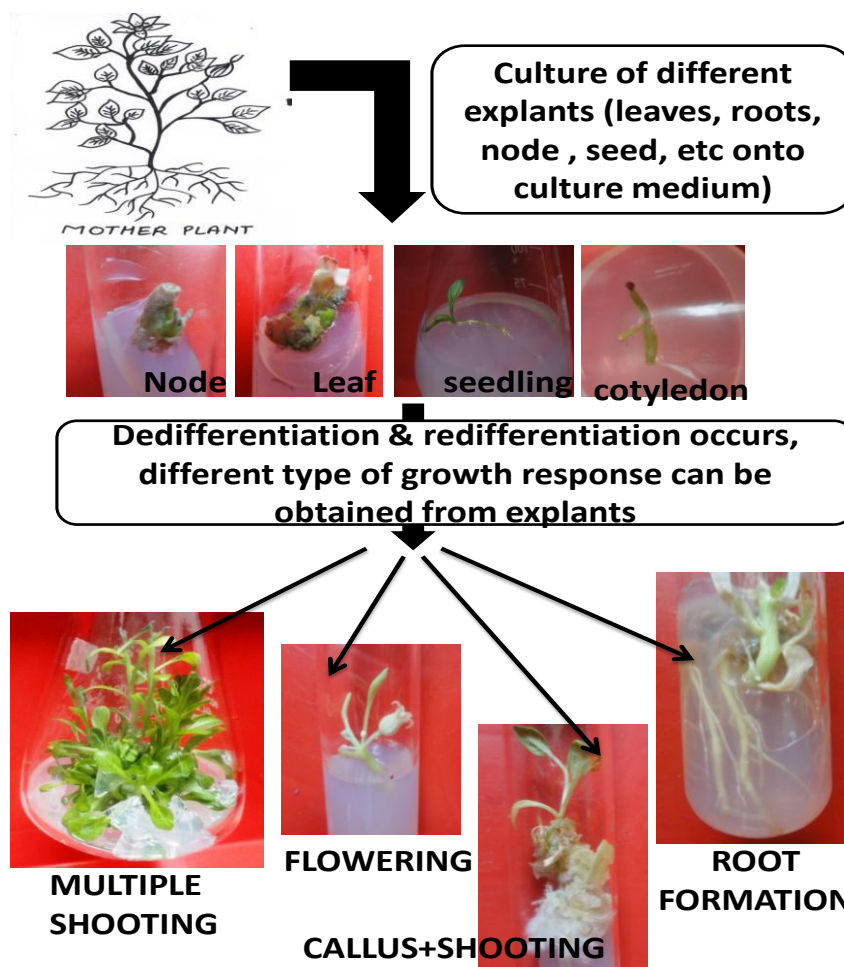 Culture of different
explants (leaves, roots,
node , seed, etc onto
culture medium)
MOTHER PLANT
100
75
Node
Leaf
seedling
cotyledon
Dedifferentiation & redifferentiation occurs,
different type of growth response can be
obtained from explants
MULTIPLE
SHOOTING
FLOWERING
CALLUS+SHOOTING
ROOT
FORMATION